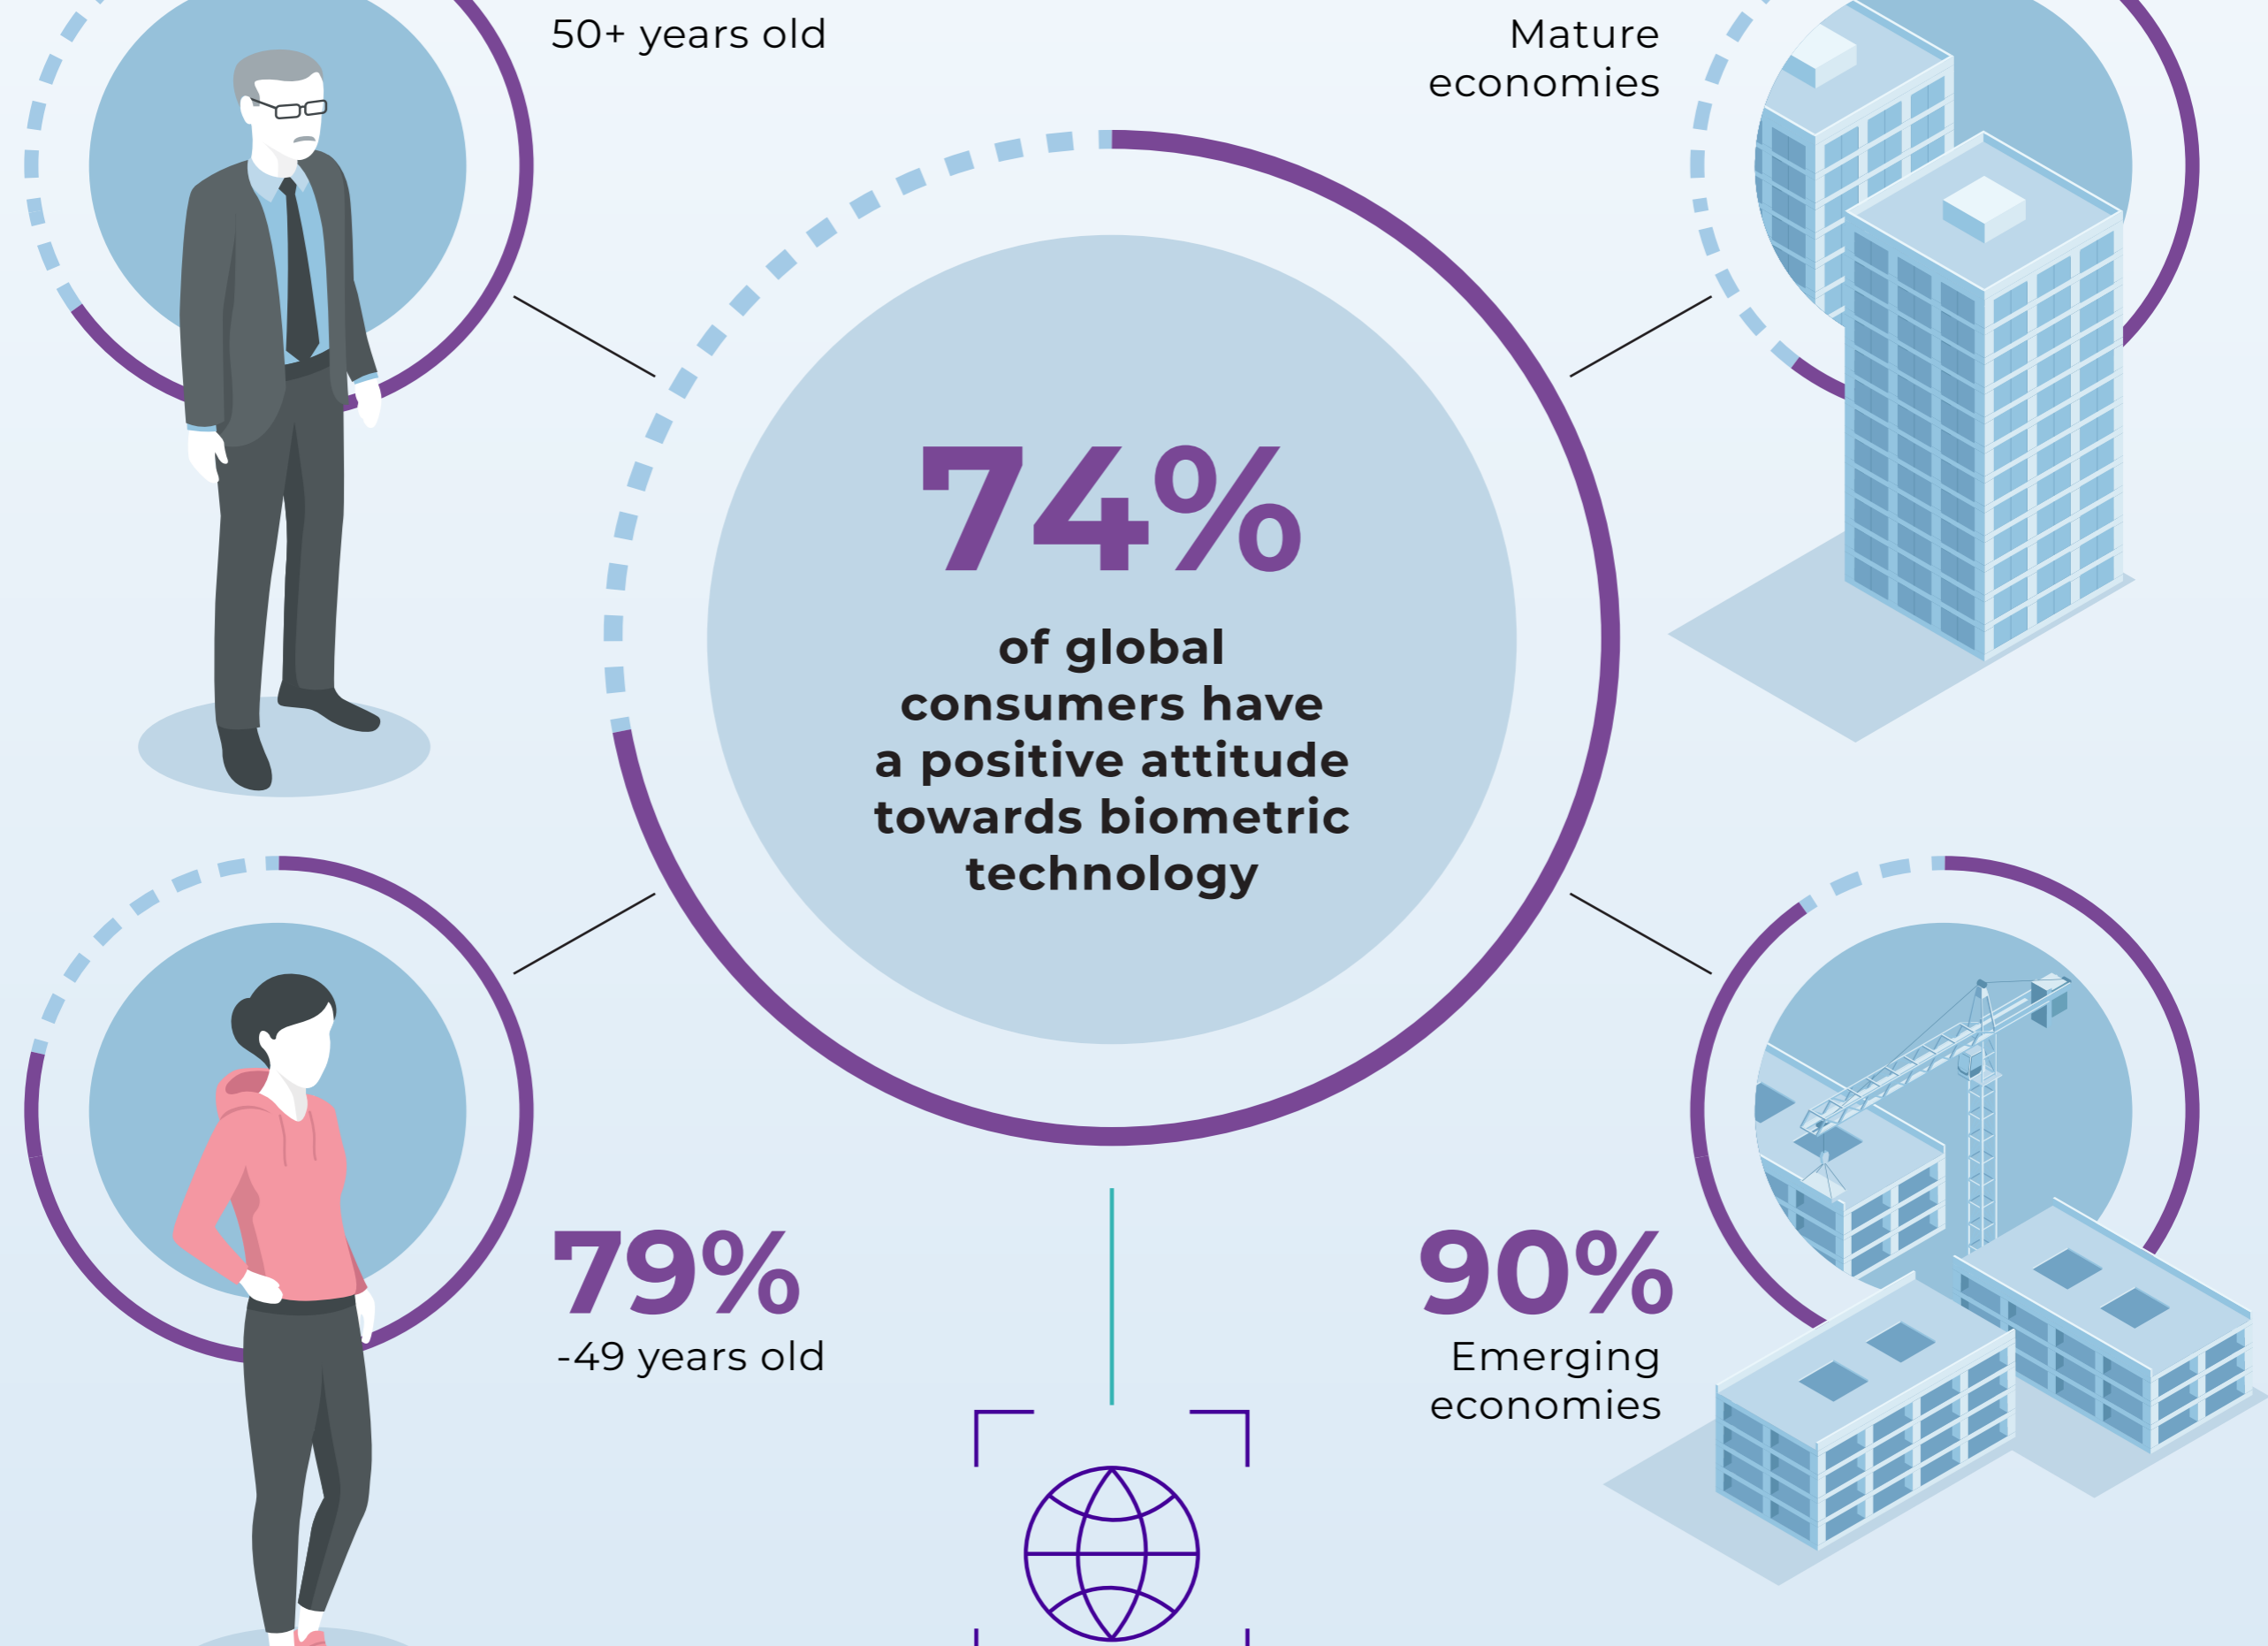 50+ years old
Mature
economies
74%
of global
consumers have
a positive attitude
towards biometric
technology
79%
-49 years old
90%
Emerging
economies